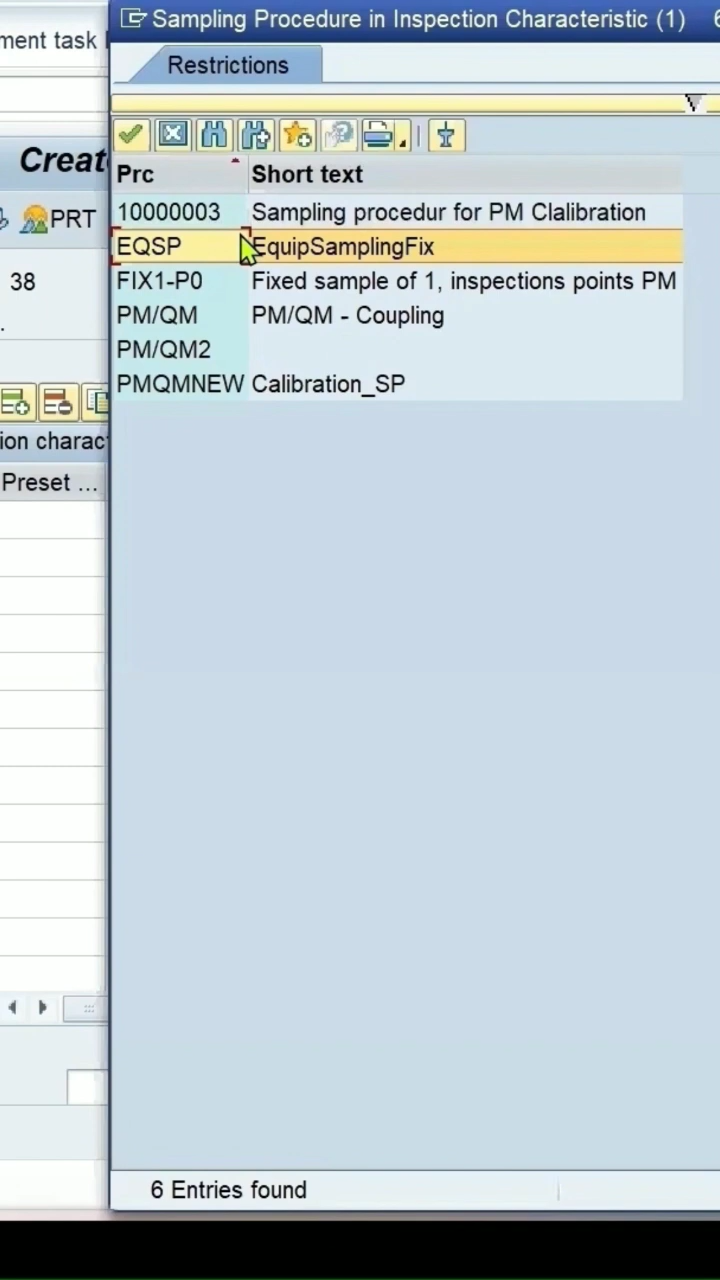 Sampling Procedure in Inspection Characteristic (1) 6
ment task
Restrictions
Creat
Prc Short text
PRT
10000003 Sampling procedur for PM Clalibration
EQSP EquipSamplingFix
38
FIX1-P0 Fixed sample of 1, inspections points PM
.
PM/QM PM/QM - Coupling
PM/QM2
PMQMNEW Calibration_SP
ion charac
Preset ...
6 Entries found